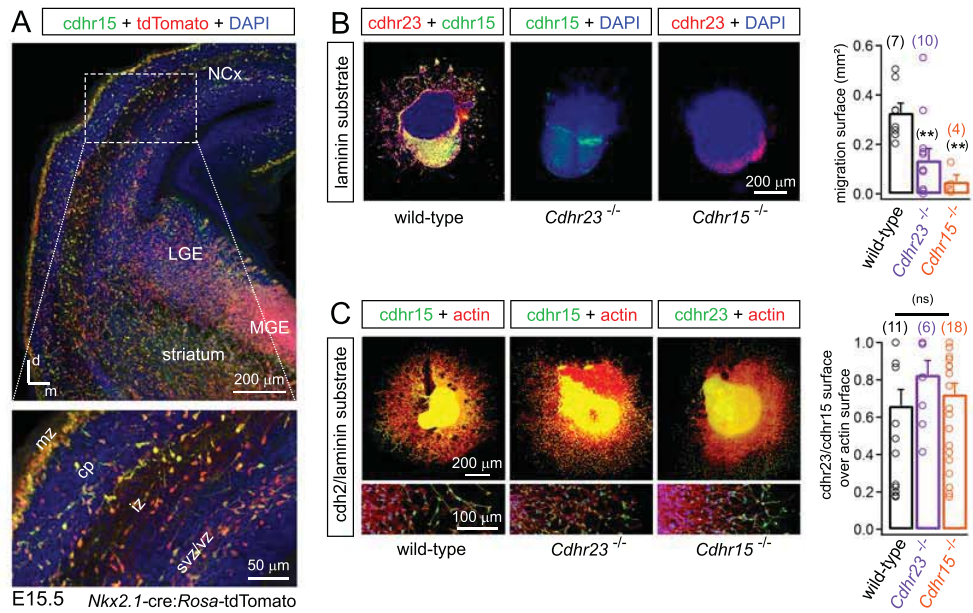 A
cdhr15 + tdTomato + DAPI
NCx
LGE
MGE
striatum
d
m
200 μm
mz
cp
iz
svz/vz
50 μm
E15.5
Nkx2.1-cre:Rosa-tdTomato
B
cdhr23 + cdhr15
cdhr15 + DAPI
cdhr23 + DAPI
laminin substrate
200 μm
wild-type
Cdhr23 -/-
Cdhr15 -/-
migration surface (mm²)
0.6
0.4
0.2
0.0
(7)
(10)
(**)
(4)
(**)
wild-type
Cdhr23 -/-
Cdhr15 -/-
C
cdhr15 + actin
cdhr15 + actin
cdhr23 + actin
cdh2/laminin substrate
200 μm
100 μm
wild-type
Cdhr23 -/-
Cdhr15 -/-
(ns)
(11)
(6)
(18)
cdhr23/cdhr15 surface
over actin surface
1.0
0.8
0.6
0.4
0.2
0.0
wild-type
Cdhr23 -/-
Cdhr15 -/-